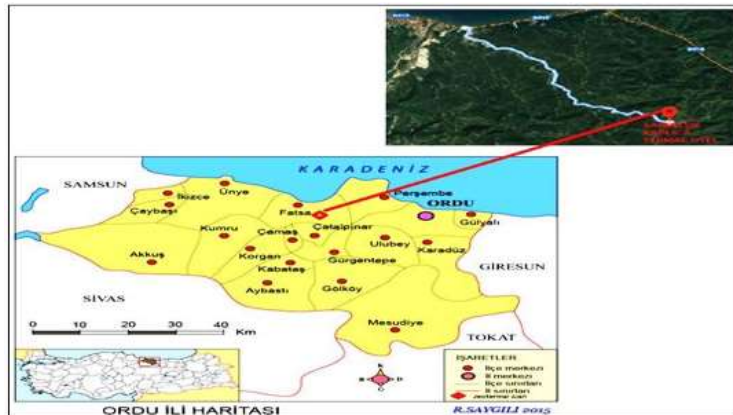 KARADENİZ
SAMSUN
Ünye
İkizce
Çaybaşı
Fatsa
Perşembe
ORDU
Gülyalı
Kumru
Çamaş
Çatalpınar
Ulubey
Karadüz
Akkuş
Korgan
Kabataş
Gürgentepe
GİRESUN
Aybastı
Gölköy
SİVAS
Mesudiye
TOKAT
0 10 20 30 40
Km
İŞARETLER
İlçe merkezi
İl merkezi
İlçe sınırları
İl sınırları
ORDU İLİ HARİTASI
R.SAYGILI 2015